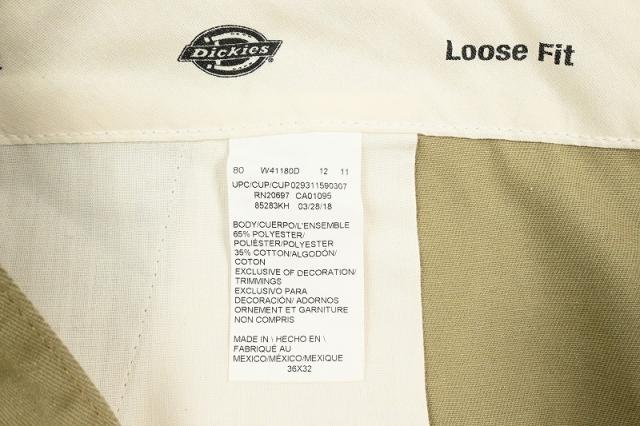 Dickies
Loose Fit
BO W41180D 12 11
UPC/CUP/CUP029311590307
RN20697 CA01095
85283KH 03/28/18
BODY/CUERPO/L'ENSEMBLE
65% POLYESTER/
POLIÉSTER/POLYESTER
35% COTTON/ALGODÓN/
COTON
EXCLUSIVE OF DECORATION/
TRIMMINGS
EXCLUSIVO PARA
DECORACIÓN/ ADORNOS
ORNEMENT ET GARNITURE
NON COMPRIS
MADE IN \ HECHO EN \
FABRIQUÉ AU
MEXICO/MÉXICO/MEXIQUE
36X32